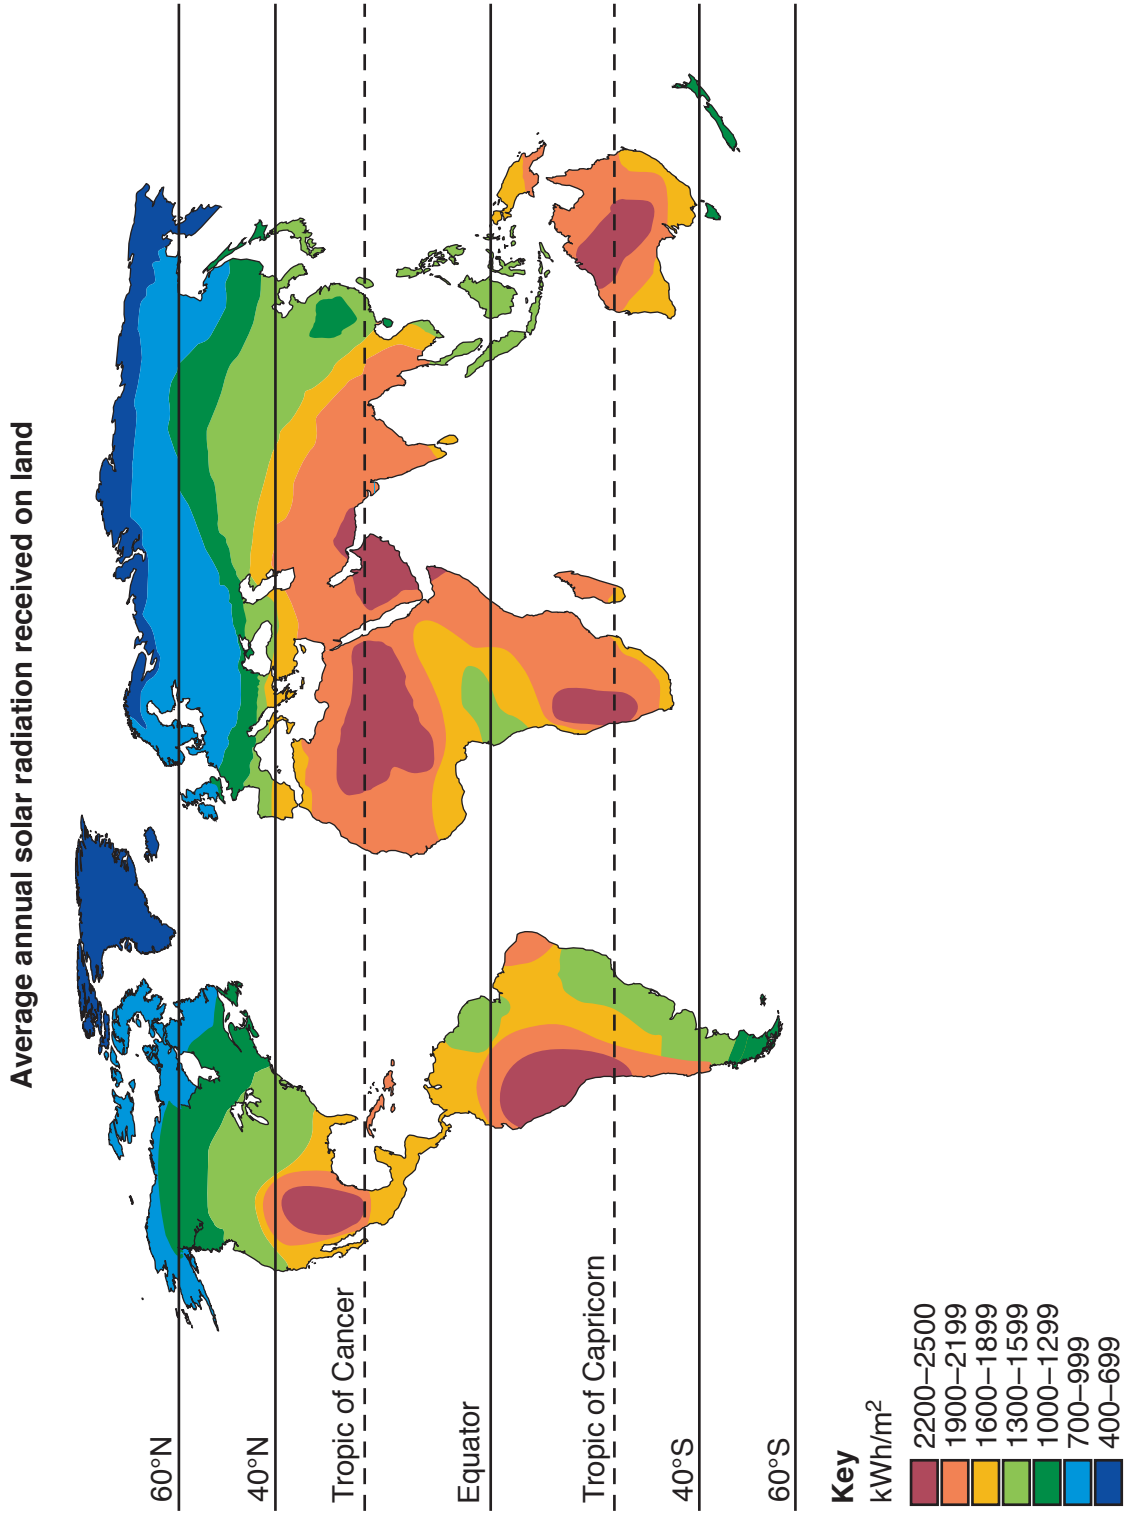 Average annual solar radiation received on land
60°N
40°N
Tropic of Cancer
Equator
Tropic of Capricorn
40°S
60°S
Key
kWh/m²
2200–2500
1900–2199
1600–1899
1300–1599
1000–1299
700–999
400–699